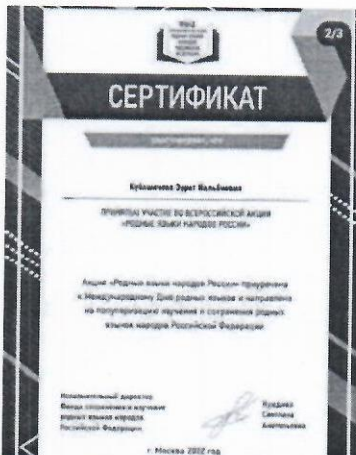 2/3
СЕРТИФИКАТ
ВО ВСЕРОССИЙСКОЙ АКЦИИ
«РОДНЫЕ ЯЗЫКИ НАРОДОВ РОССИИ»
Акция «Родные языки народов России» приурочена
к Международному Дню родных языков и направлена
на популяризацию изучения и сохранения родных
языков народов Российской Федерации
Исполнительный директор
Фонда сохранения и изучения
родных языков народов
Российской Федерации
Светлана
Анатольевна
г. Москва 2022 год